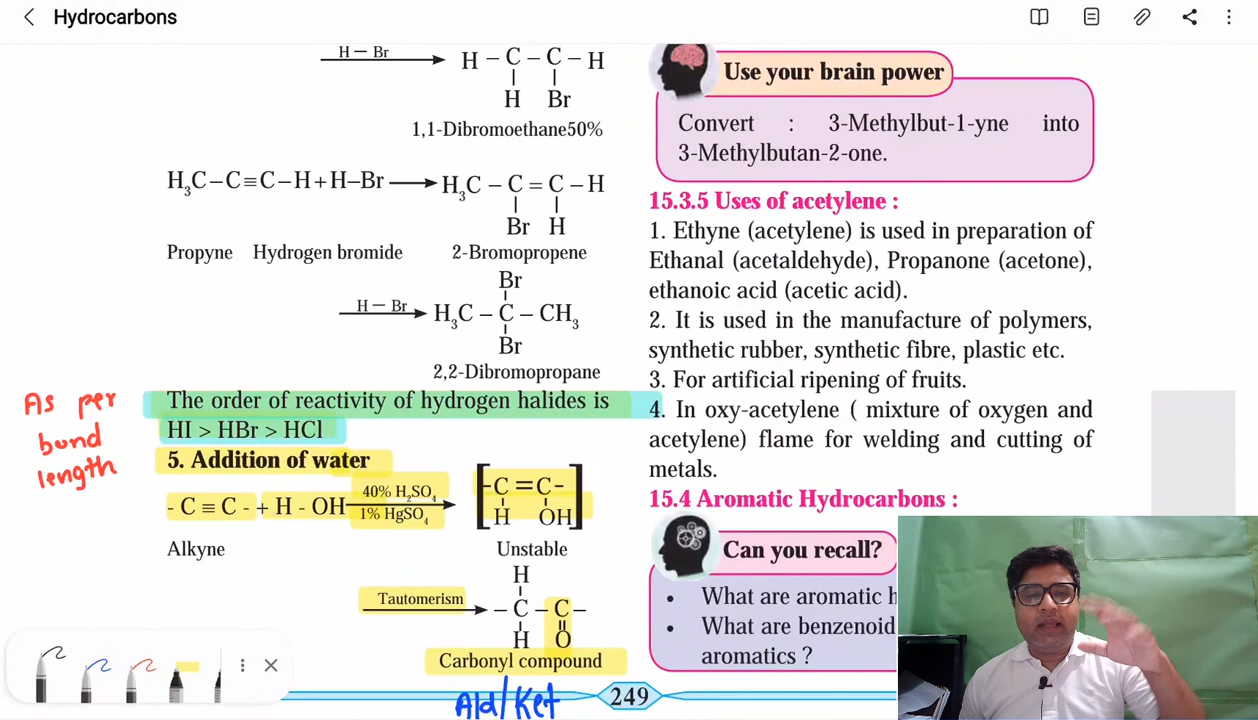 Hydrocarbons
H – Br
H – C – C – H
H Br
1,1-Dibromoethane50%
H₃C–C≡C–H+H–Br H₃C – C = C – H
Br H
Propyne Hydrogen bromide 2-Bromopropene
Br
H – Br H₃C – C – CH₃
Br
2,2-Dibromopropane
The order of reactivity of hydrogen halides is
HI > HBr > HCl
As per
bond
length
5. Addition of water
40% H₂SO₄
- C ≡ C - + H - OH -C = C-
1% HgSO₄
H OH
Alkyne Unstable
H
Tautomerism – C – C –
H O
Carbonyl compound
Ald/Ket
249
Use your brain power
Convert : 3-Methylbut-1-yne into
3-Methylbutan-2-one.
15.3.5 Uses of acetylene :
1. Ethyne (acetylene) is used in preparation of
Ethanal (acetaldehyde), Propanone (acetone),
ethanoic acid (acetic acid).
2. It is used in the manufacture of polymers,
synthetic rubber, synthetic fibre, plastic etc.
3. For artificial ripening of fruits.
4. In oxy-acetylene ( mixture of oxygen and
acetylene) flame for welding and cutting of
metals.
15.4 Aromatic Hydrocarbons :
Can you recall?
• What are aromatic h
• What are benzenoid
aromatics ?